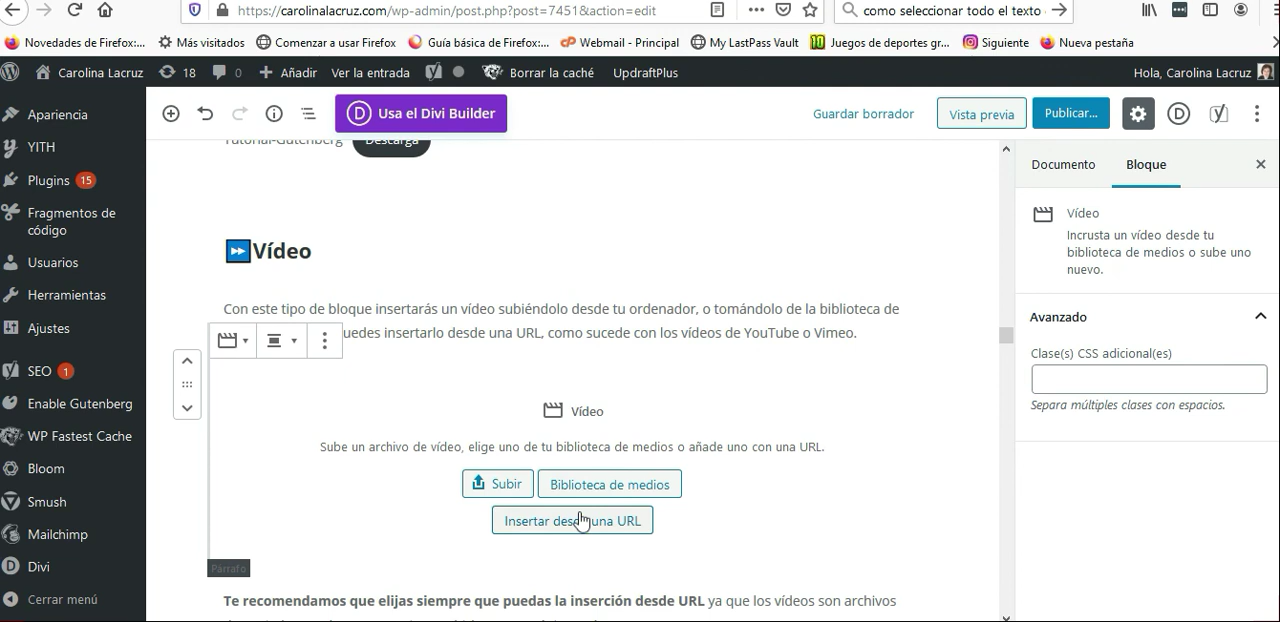 https://carolinalacruz.com/wp-admin/post.php?post=7451&action=edit
como seleccionar todo el texto
Novedades de Firefox:...
Más visitados
Comenzar a usar Firefox
Guía básica de Firefox:...
Webmail - Principal
My LastPass Vault
Juegos de deportes gr...
Siguiente
Nueva pestaña
Carolina Lacruz
18
0
Añadir
Ver la entrada
Borrar la caché
UpdraftPlus
Hola, Carolina Lacruz
Apariencia
YITH
Plugins 15
Fragmentos de
código
Usuarios
Herramientas
Ajustes
SEO 1
Enable Gutenberg
WP Fastest Cache
Bloom
Smush
Mailchimp
Divi
Cerrar menú
Usa el Divi Builder
Guardar borrador
Vista previa
Publicar...
Tutorial-Gutenberg
Descarga
Vídeo
Con este tipo de bloque insertarás un vídeo subiéndolo desde tu ordenador, o tomándolo de la biblioteca de
uedes insertarlo desde una URL, como sucede con los vídeos de YouTube o Vimeo.
Vídeo
Sube un archivo de vídeo, elige uno de tu biblioteca de medios o añade uno con una URL.
Subir
Biblioteca de medios
Insertar desde una URL
Párrafo
Te recomendamos que elijas siempre que puedas la inserción desde URL ya que los vídeos son archivos
Documento
Bloque
Vídeo
Incrusta un vídeo desde tu
biblioteca de medios o sube uno
nuevo.
Avanzado
Clase(s) CSS adicional(es)
Separa múltiples clases con espacios.